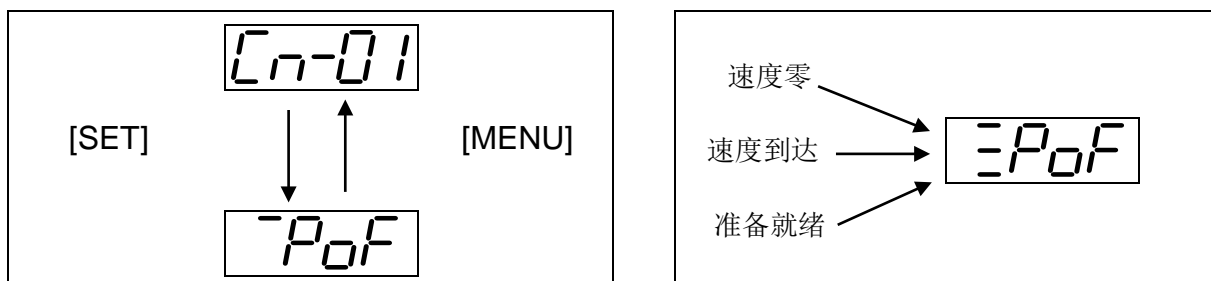 Cn-01
[SET]
[MENU]
¯PoF
速度零
速度到达
准备就绪
☰PoF